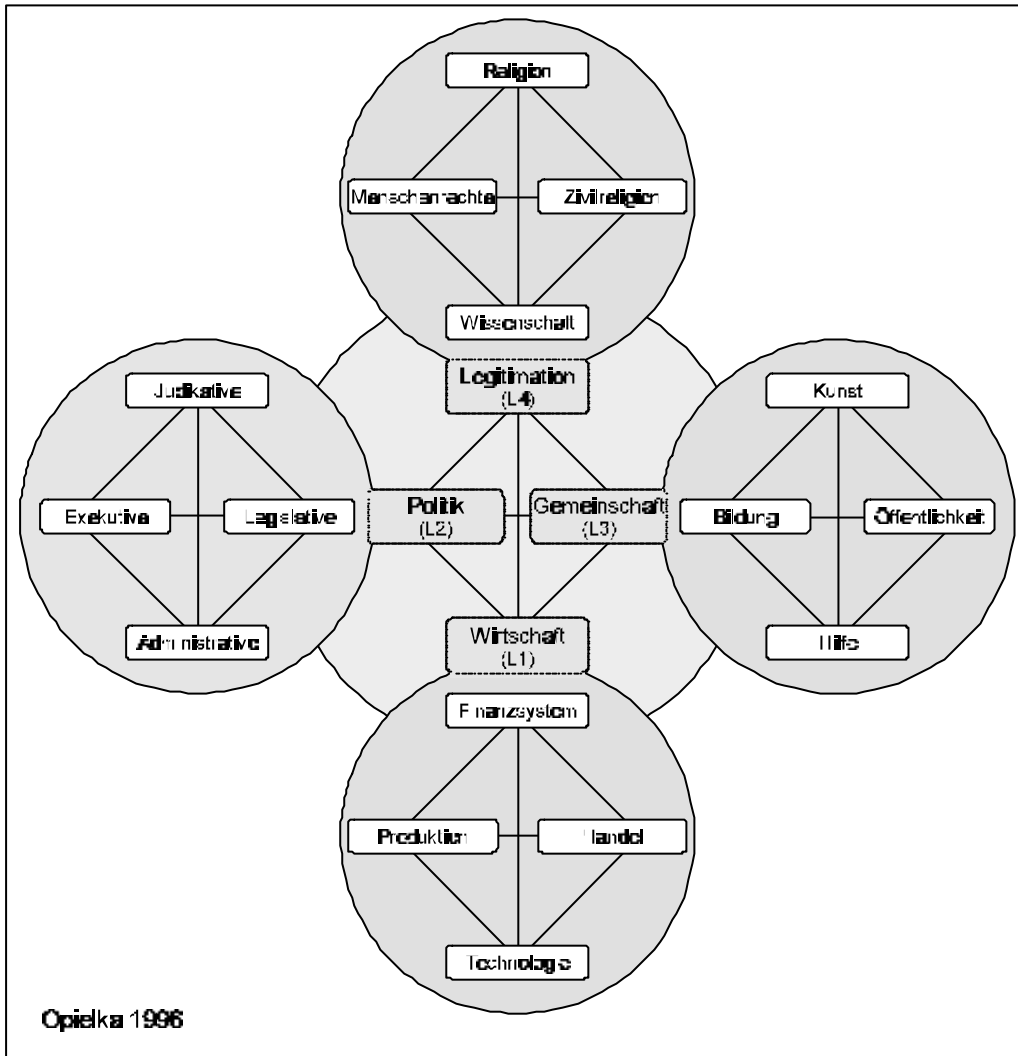 Religion
Menschenrechte
Zivilreligion
Wissenschaft
Legitimation
(L4)
Judikative
Kunst
Exekutive
Legislative
Politik
(L2)
Gemeinschaft
(L3)
Bildung
Öffentlichkeit
Administrative
Wirtschaft
(L1)
Hilfe
Finanzsystem
Produktion
Handel
Technologie
Opielka 1996